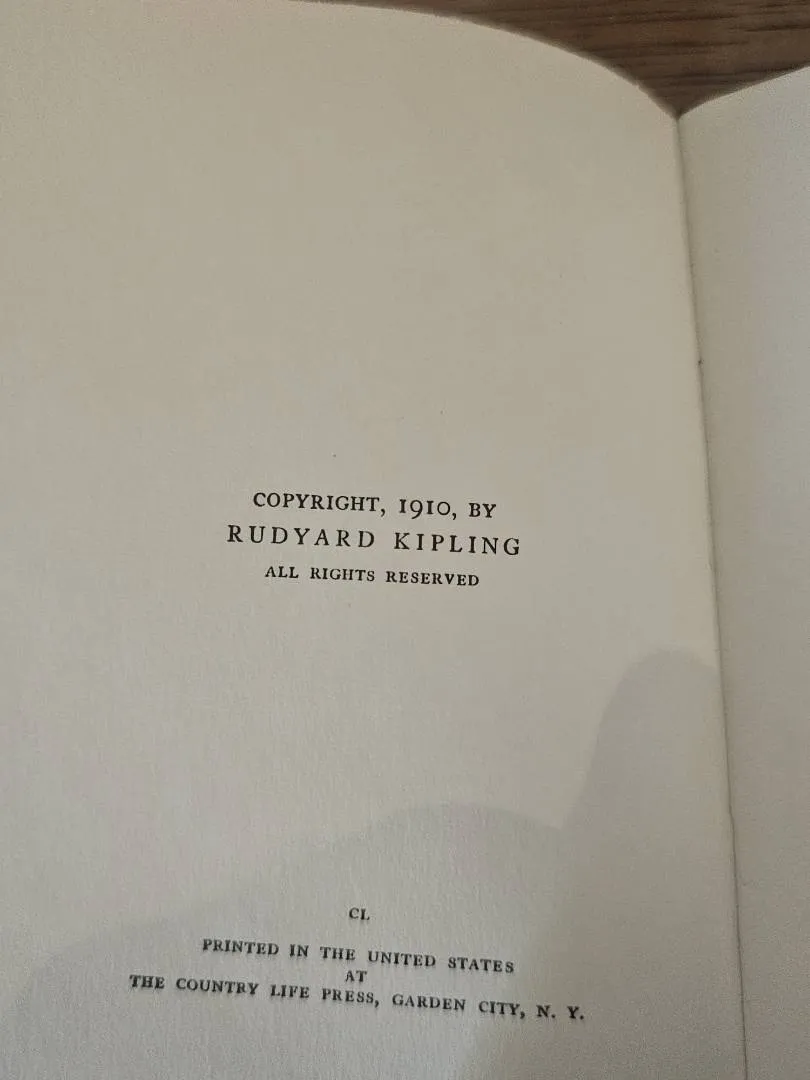 COPYRIGHT, 1910, BY
RUDYARD KIPLING
ALL RIGHTS RESERVED
CL
PRINTED IN THE UNITED STATES
AT
THE COUNTRY LIFE PRESS, GARDEN CITY, N. Y.